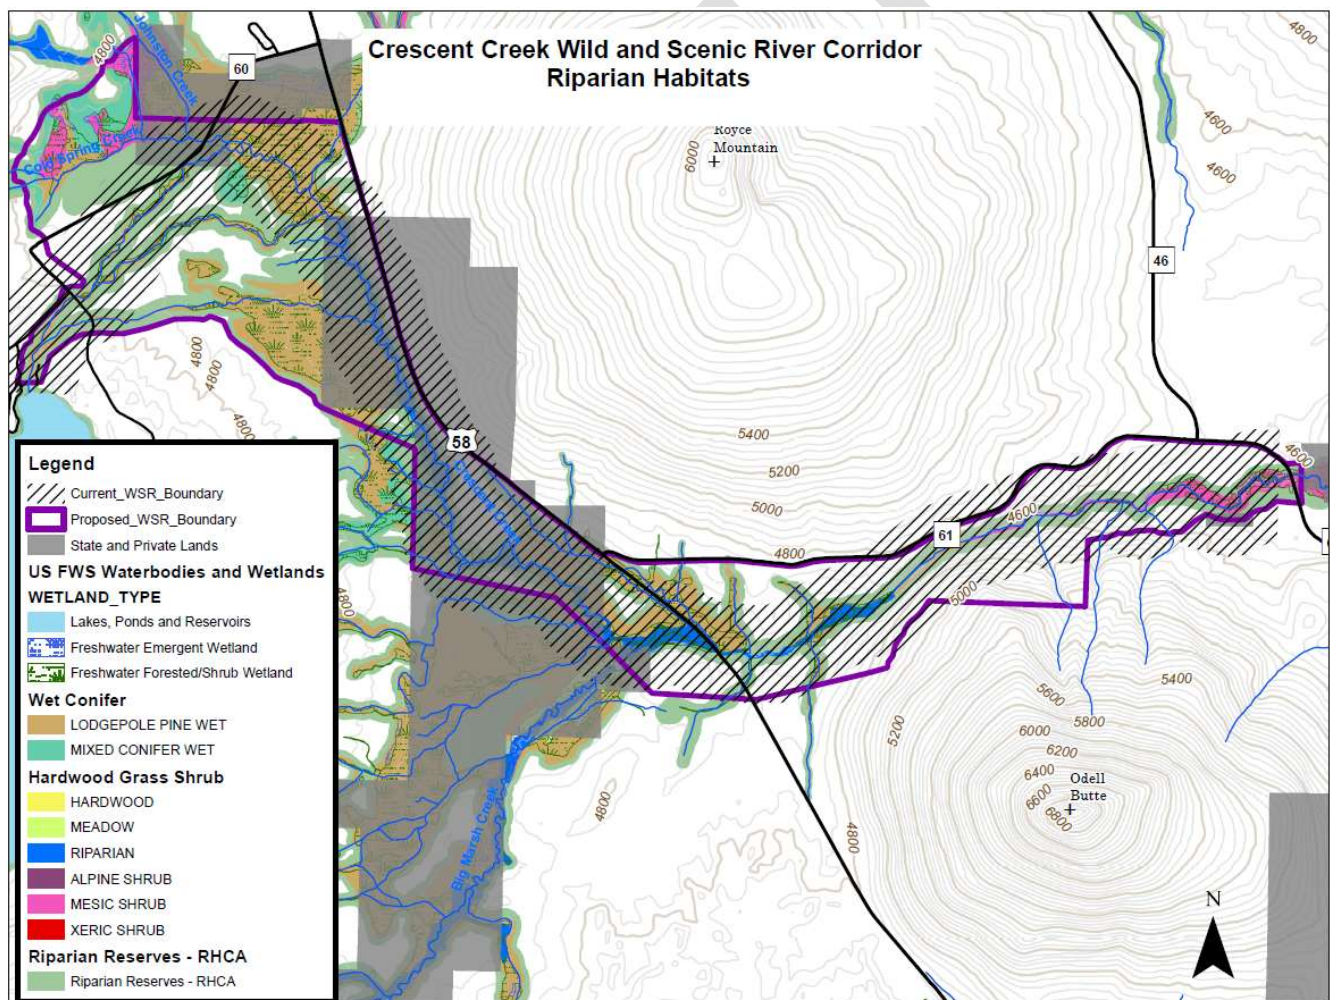 Crescent Creek Wild and Scenic River Corridor
Riparian Habitats
Johnston Creek
4800
60
Cold Spring Creek
Royce
Mountain
6000
4800
4600
4600
46
4800
4800
4800
58
Crescent Creek
5400
5200
5000
4800
61
4600
4600
5000
4800
Big Marsh Creek
4800
4800
5200
5400
5600
5800
6000
6200
6400
6600
6800
Odell
Butte
N
Legend
Current_WSR_Boundary
Proposed_WSR_Boundary
State and Private Lands
US FWS Waterbodies and Wetlands
WETLAND_TYPE
Lakes, Ponds and Reservoirs
Freshwater Emergent Wetland
Freshwater Forested/Shrub Wetland
Wet Conifer
LODGEPOLE PINE WET
MIXED CONIFER WET
Hardwood Grass Shrub
HARDWOOD
MEADOW
RIPARIAN
ALPINE SHRUB
MESIC SHRUB
XERIC SHRUB
Riparian Reserves - RHCA
Riparian Reserves - RHCA